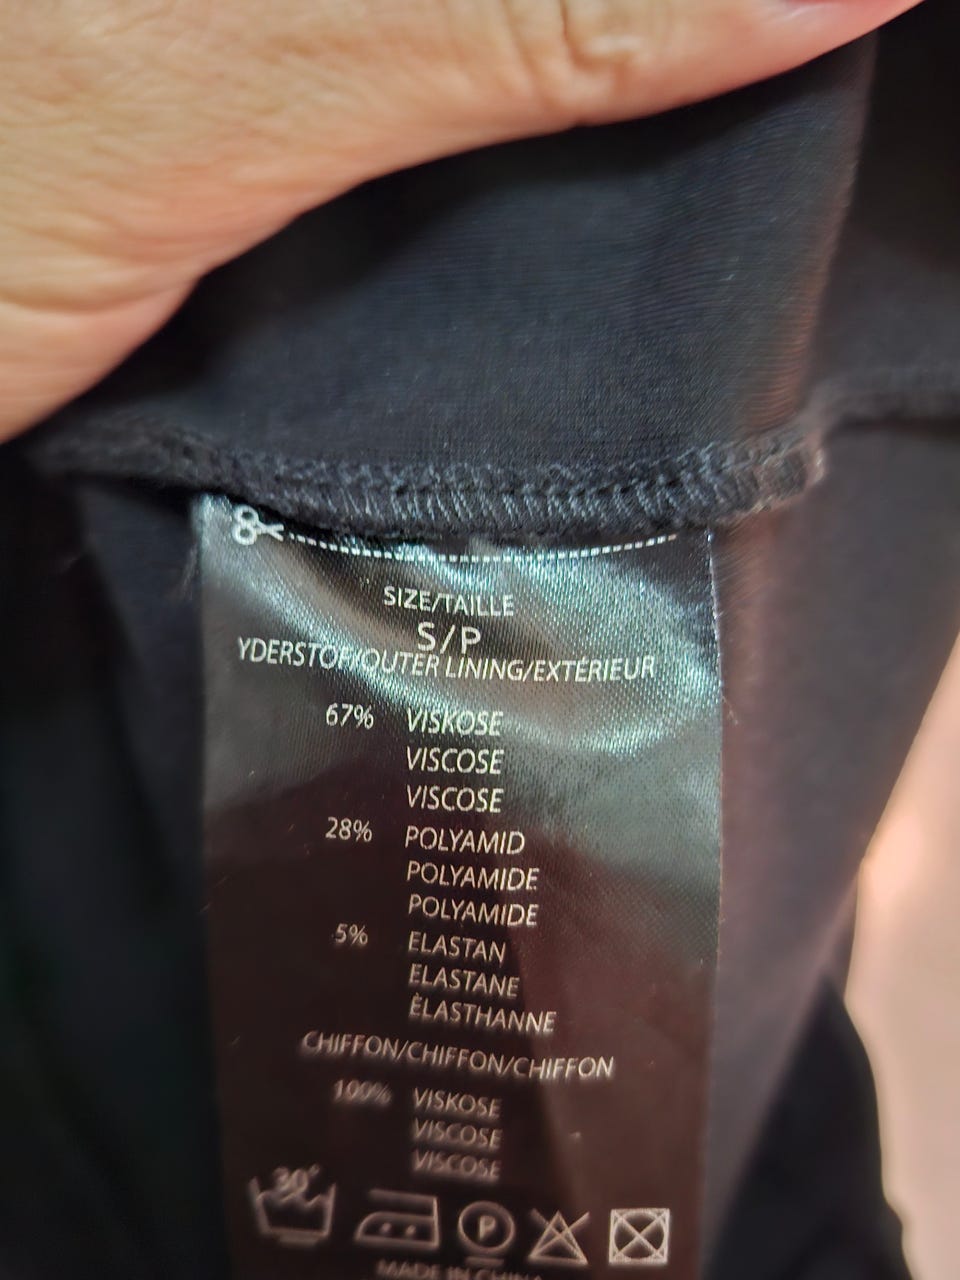 SIZE/TAILLE
S/P
YDERSTOF/OUTER LINING/EXTÉRIEUR
67% VISKOSE
VISCOSE
VISCOSE
28% POLYAMID
POLYAMIDE
POLYAMIDE
5% ELASTAN
ELASTANE
ÉLASTHANNE
CHIFFON/CHIFFON/CHIFFON
100% VISKOSE
VISCOSE
VISCOSE
30°
P
MADE IN CHINA